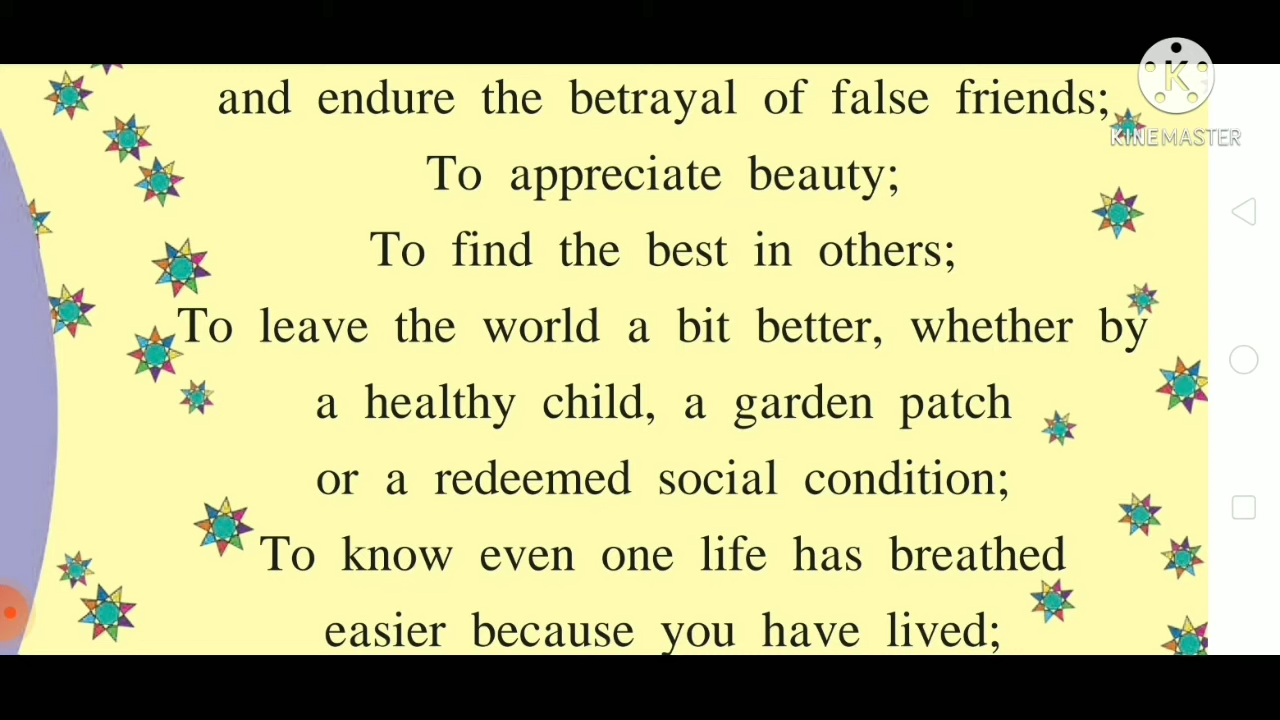 and endure the betrayal of false friends;
KINEMASTER
To appreciate beauty;
To find the best in others;
To leave the world a bit better, whether by
a healthy child, a garden patch
or a redeemed social condition;
To know even one life has breathed
easier because you have lived;